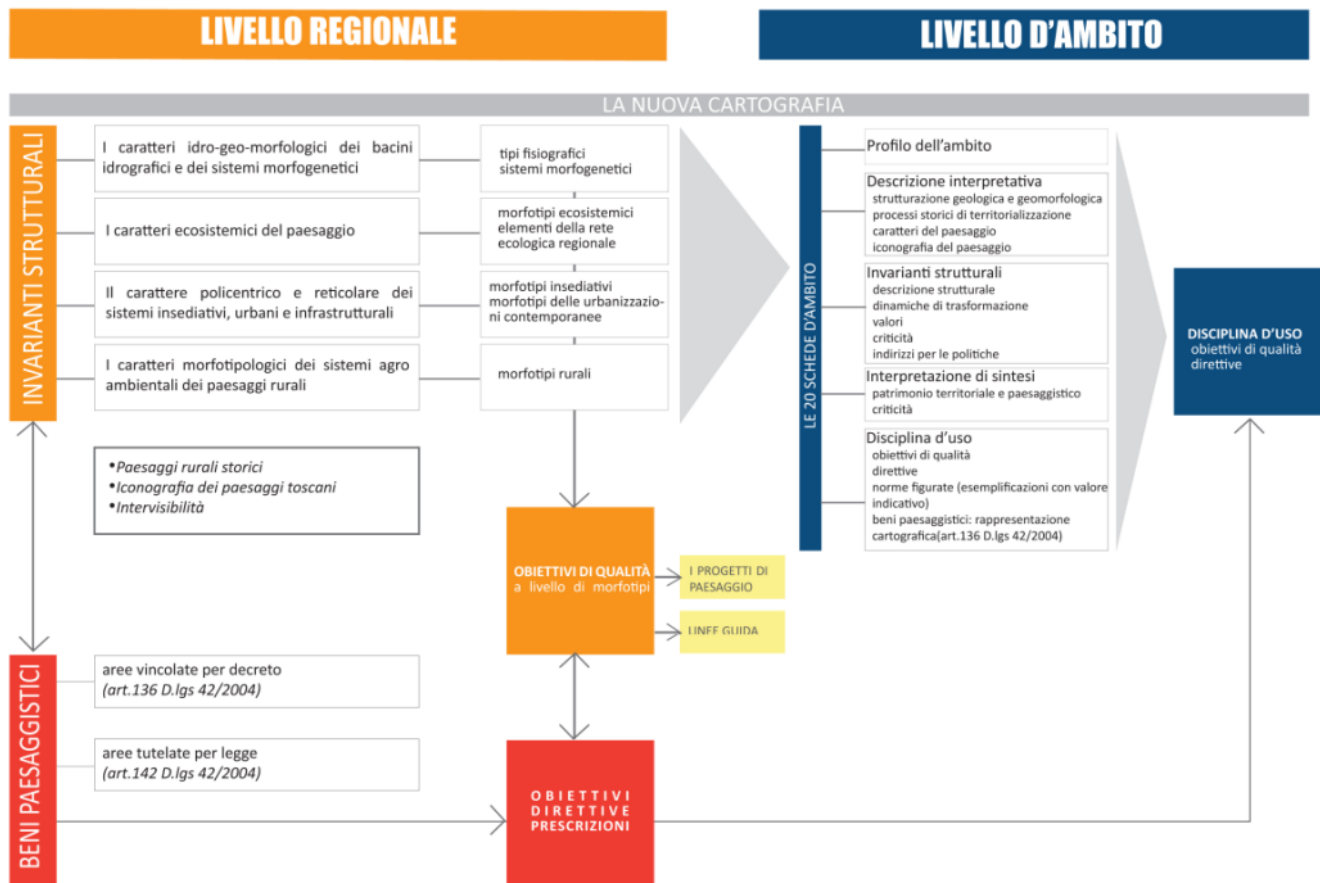 LIVELLO REGIONALE
LIVELLO D'AMBITO
LA NUOVA CARTOGRAFIA
INVARIANTI STRUTTURALI
I caratteri idro-geo-morfologici dei bacini
idrografici e dei sistemi morfogenetici
tipi fisiografici
sistemi morfogenetici
I caratteri ecosistemici del paesaggio
morfotipi ecosistemici
elementi della rete
ecologica regionale
Il carattere policentrico e reticolare dei
sistemi insediativi, urbani e infrastrutturali
morfotipi insediativi
morfotipi delle urbanizzazio-
ni contemporanee
I caratteri morfotipologici dei sistemi agro
ambientali dei paesaggi rurali
morfotipi rurali
•Paesaggi rurali storici
•Iconografia dei paesaggi toscani
•Intervisibilità
OBIETTIVI DI QUALITÀ
a livello di morfotipi
I PROGETTI DI
PAESAGGIO
LINEE GUIDA
BENI PAESAGGISTICI
aree vincolate per decreto
(art.136 D.lgs 42/2004)
aree tutelate per legge
(art.142 D.lgs 42/2004)
OBIETTIVI
DIRETTIVE
PRESCRIZIONI
LE 20 SCHEDE D'AMBITO
Profilo dell'ambito
Descrizione interpretativa
strutturazione geologica e geomorfologica
processi storici di territorializzazione
caratteri del paesaggio
iconografia del paesaggio
Invarianti strutturali
descrizione strutturale
dinamiche di trasformazione
valori
criticità
indirizzi per le politiche
Interpretazione di sintesi
patrimonio territoriale e paesaggistico
criticità
Disciplina d'uso
obiettivi di qualità
direttive
norme figurate (esemplificazioni con valore
indicativo)
beni paesaggistici: rappresentazione
cartografica(art.136 D.lgs 42/2004)
DISCIPLINA D'USO
obiettivi di qualità
direttive